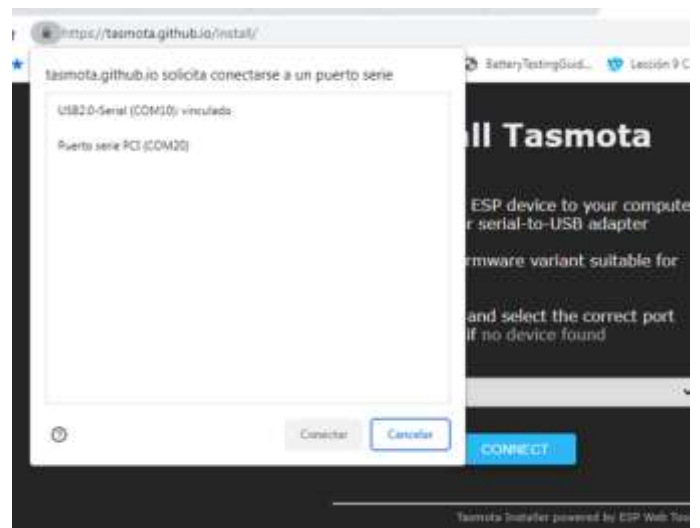 https://tasmota.github.io/install/
BatteryTestingGuid...
Lección 9 C
tasmota.github.io solicita conectarse a un puerto serie
USB2.0-Serial (COM10): vinculado
Puerto serie PCI (COM20)
Conectar
Cancelar
ll Tasmota
ESP device to your compute
r serial-to-USB adapter
rmware variant suitable for
and select the correct port
if no device found
CONNECT
Tasmota Installer powered by ESP Web Too